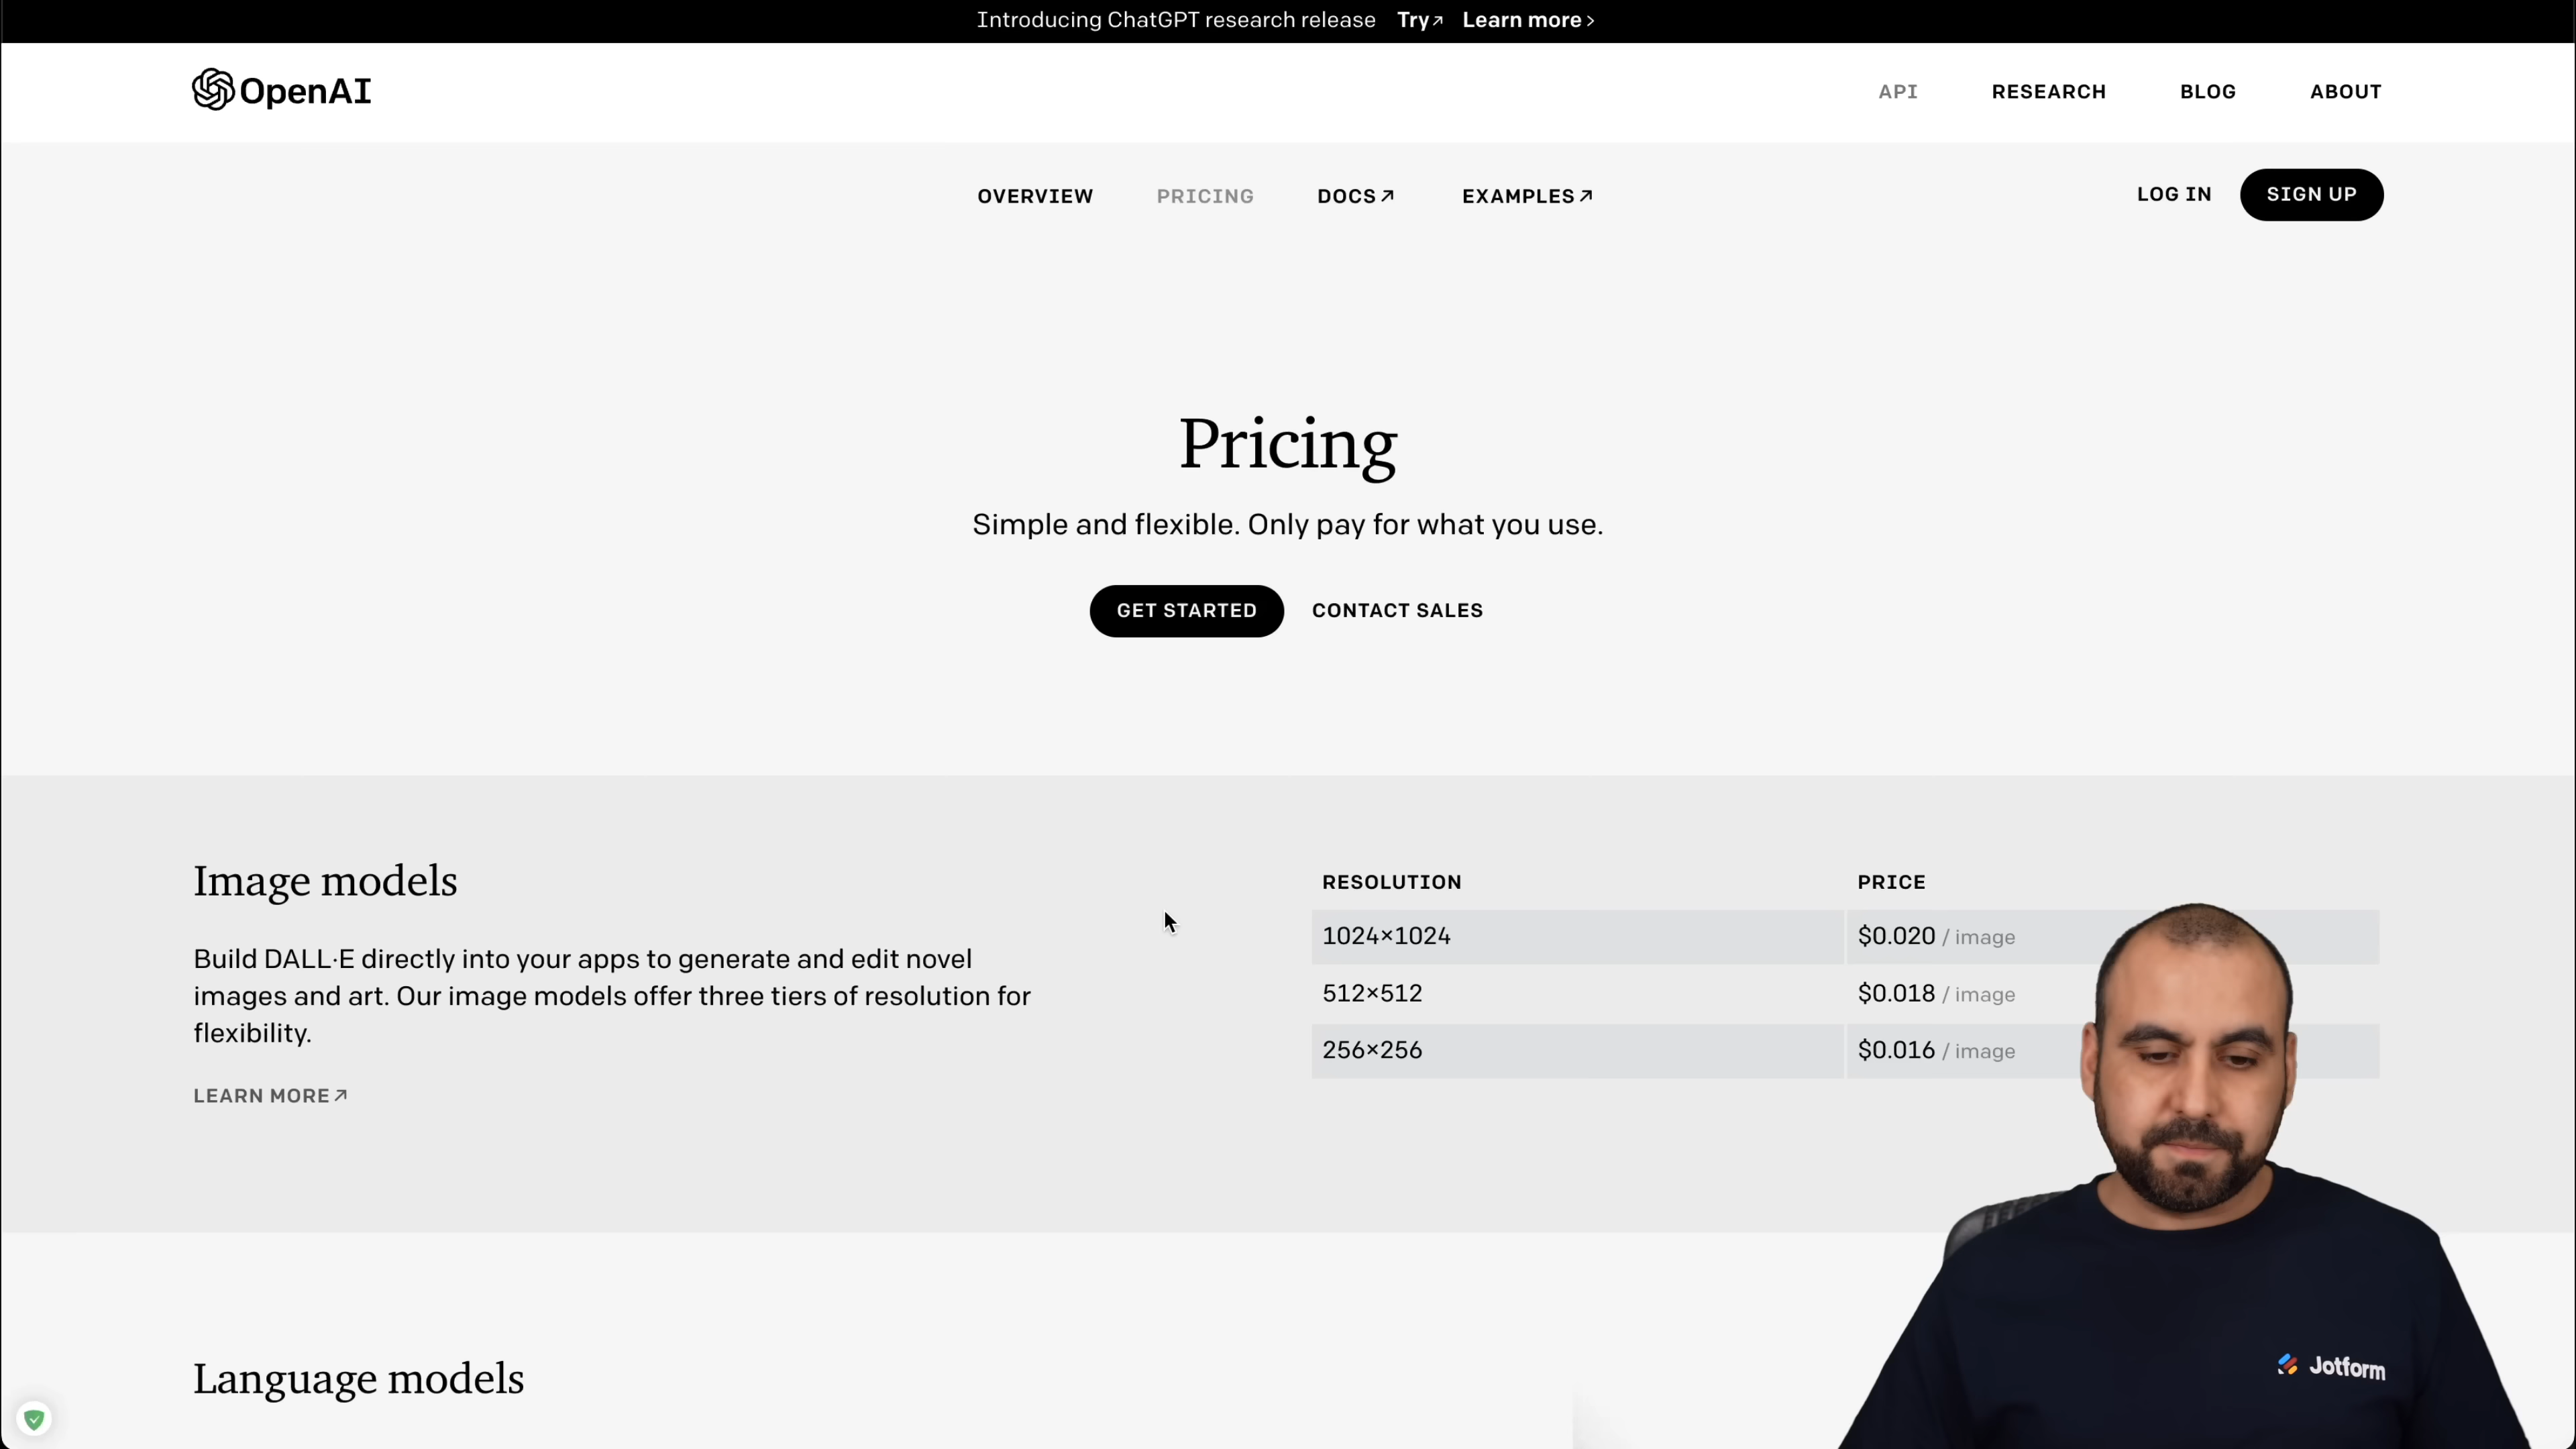 Introducing ChatGPT research release Try↗ Learn more >
OpenAI
API RESEARCH BLOG ABOUT
OVERVIEW PRICING DOCS↗ EXAMPLES↗
LOG IN SIGN UP
Pricing
Simple and flexible. Only pay for what you use.
GET STARTED CONTACT SALES
Image models
Build DALL·E directly into your apps to generate and edit novel
images and art. Our image models offer three tiers of resolution for
flexibility.
LEARN MORE↗
RESOLUTION PRICE
1024×1024 $0.020 / image
512×512 $0.018 / image
256×256 $0.016 / image
Language models
Jotform